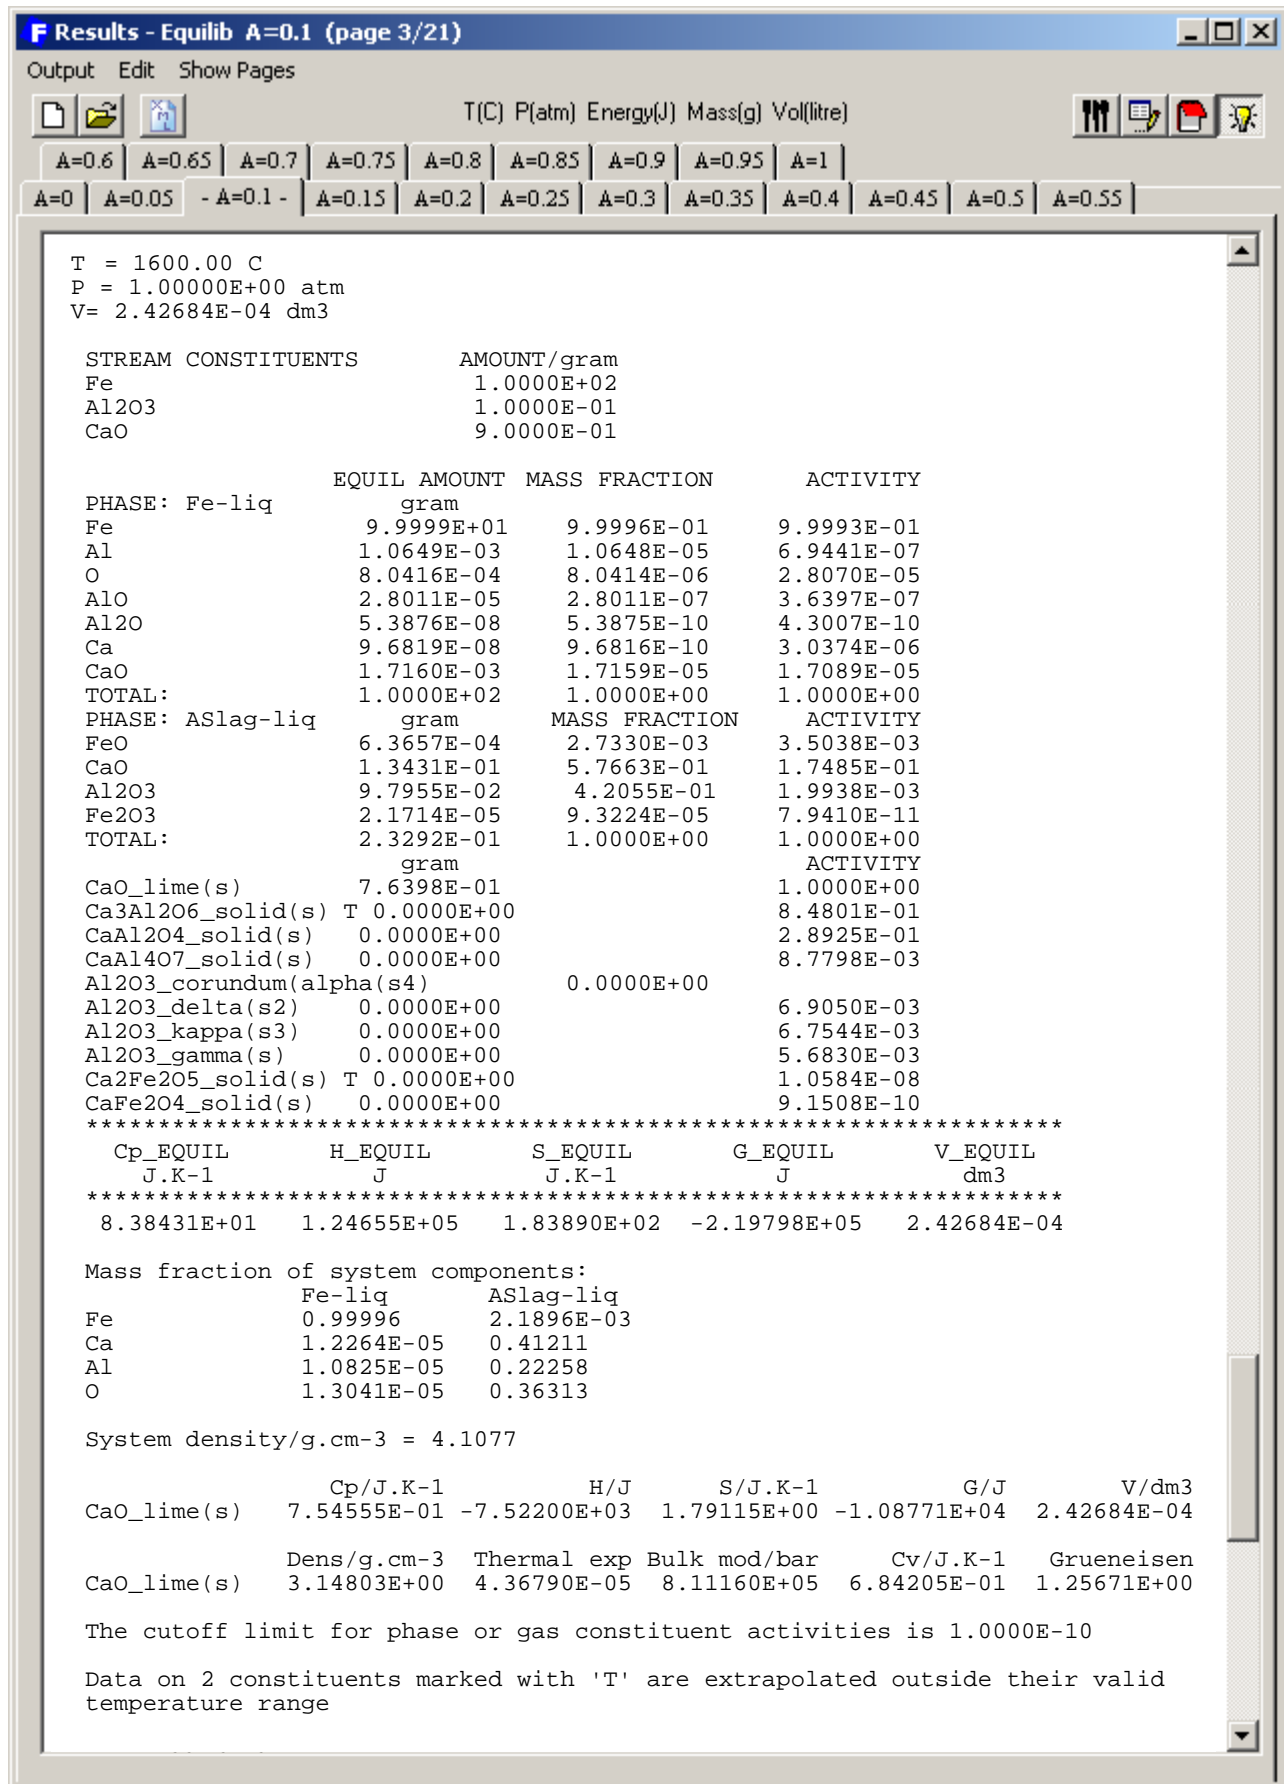 F Results - Equilib A=0.1 (page 3/21)
Output Edit Show Pages
T(C) P(atm) Energy(J) Mass(g) Vol(litre)
A=0.6 A=0.65 A=0.7 A=0.75 A=0.8 A=0.85 A=0.9 A=0.95 A=1
A=0 A=0.05 - A=0.1 - A=0.15 A=0.2 A=0.25 A=0.3 A=0.35 A=0.4 A=0.45 A=0.5 A=0.55
T = 1600.00 C
P = 1.00000E+00 atm
V= 2.42684E-04 dm3
STREAM CONSTITUENTS AMOUNT/gram
Fe 1.0000E+02
Al2O3 1.0000E-01
CaO 9.0000E-01
EQUIL AMOUNT MASS FRACTION ACTIVITY
PHASE: Fe-liq gram
Fe 9.9999E+01 9.9996E-01 9.9993E-01
Al 1.0649E-03 1.0648E-05 6.9441E-07
O 8.0416E-04 8.0414E-06 2.8070E-05
AlO 2.8011E-05 2.8011E-07 3.6397E-07
Al2O 5.3876E-08 5.3875E-10 4.3007E-10
Ca 9.6819E-08 9.6816E-10 3.0374E-06
CaO 1.7160E-03 1.7159E-05 1.7089E-05
TOTAL: 1.0000E+02 1.0000E+00 1.0000E+00
PHASE: ASlag-liq gram MASS FRACTION ACTIVITY
FeO 6.3657E-04 2.7330E-03 3.5038E-03
CaO 1.3431E-01 5.7663E-01 1.7485E-01
Al2O3 9.7955E-02 4.2055E-01 1.9938E-03
Fe2O3 2.1714E-05 9.3224E-05 7.9410E-11
TOTAL: 2.3292E-01 1.0000E+00 1.0000E+00
gram ACTIVITY
CaO_lime(s) 7.6398E-01 1.0000E+00
Ca3Al2O6_solid(s) T 0.0000E+00 8.4801E-01
CaAl2O4_solid(s) 0.0000E+00 2.8925E-01
CaAl4O7_solid(s) 0.0000E+00 8.7798E-03
Al2O3_corundum(alpha(s4) 0.0000E+00
Al2O3_delta(s2) 0.0000E+00 6.9050E-03
Al2O3_kappa(s3) 0.0000E+00 6.7544E-03
Al2O3_gamma(s) 0.0000E+00 5.6830E-03
Ca2Fe2O5_solid(s) T 0.0000E+00 1.0584E-08
CaFe2O4_solid(s) 0.0000E+00 9.1508E-10
********************************************************************
Cp_EQUIL H_EQUIL S_EQUIL G_EQUIL V_EQUIL
J.K-1 J J.K-1 J dm3
********************************************************************
8.38431E+01 1.24655E+05 1.83890E+02 -2.19798E+05 2.42684E-04
Mass fraction of system components:
Fe-liq ASlag-liq
Fe 0.99996 2.1896E-03
Ca 1.2264E-05 0.41211
Al 1.0825E-05 0.22258
O 1.3041E-05 0.36313
System density/g.cm-3 = 4.1077
Cp/J.K-1 H/J S/J.K-1 G/J V/dm3
CaO_lime(s) 7.54555E-01 -7.52200E+03 1.79115E+00 -1.08771E+04 2.42684E-04
Dens/g.cm-3 Thermal exp Bulk mod/bar Cv/J.K-1 Grueneisen
CaO_lime(s) 3.14803E+00 4.36790E-05 8.11160E+05 6.84205E-01 1.25671E+00
The cutoff limit for phase or gas constituent activities is 1.0000E-10
Data on 2 constituents marked with 'T' are extrapolated outside their valid
temperature range